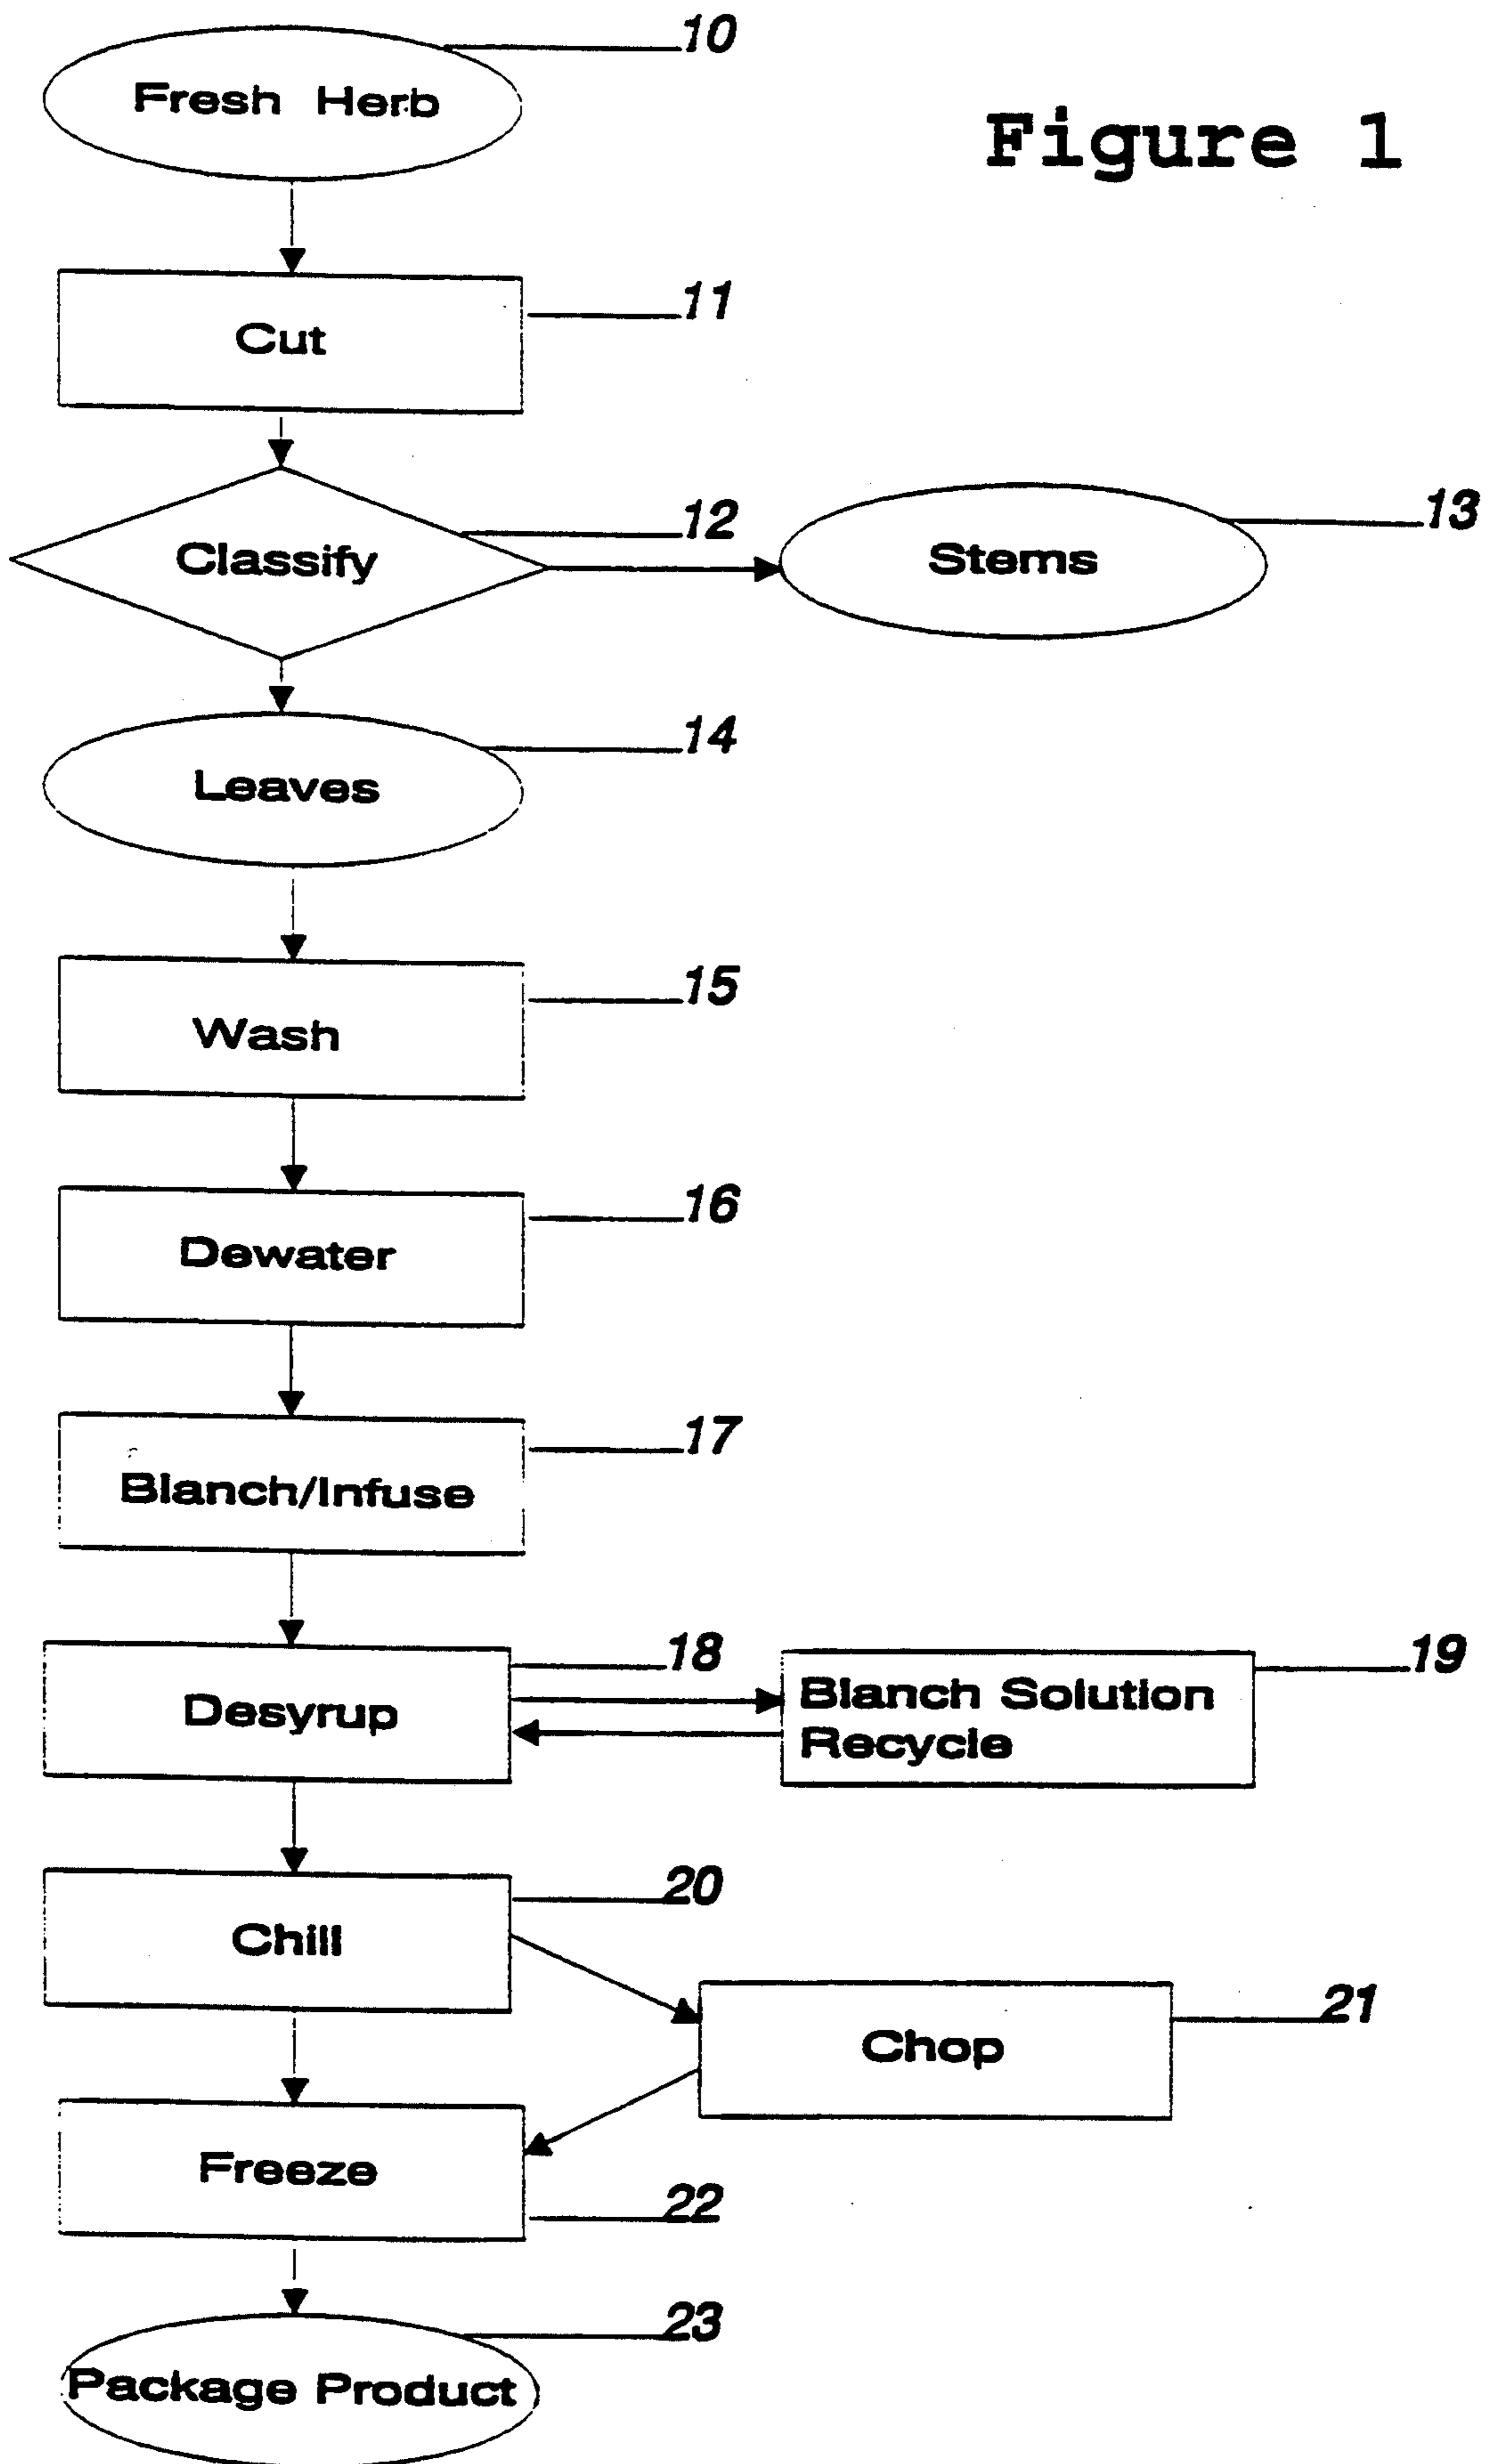 10
Fresh Herb
Figure 1
11
Cut
12
13
Classify
Stems
14
Leaves
15
Wash
16
Dewater
17
Blanch/Infuse
18
19
Desyrup
Blanch Solution
Recycle
20
Chill
21
Chop
Freeze
22
23
Package Product